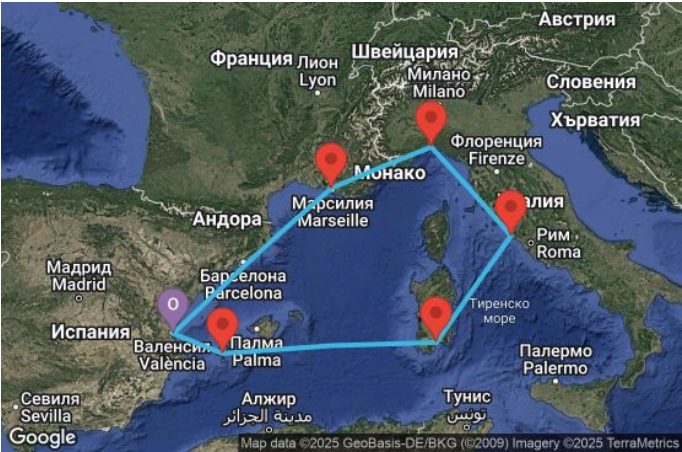 Австрия
Франция
Лион
Lyon
Швейцария
Милано
Milano
Словения
Хърватия
Флоренция
Firenze
Монако
Марсилия
Marseille
алия
Андора
Рим
Roma
Мадрид
Madrid
Барселона
Barcelona
О
Тиренско
море
Испания
Валенсия
València
Палма
Palma
Палермо
Palermo
Севиля
Sevilla
Алжир
مدينة الجزائر
Тунис
تونس
Google
Map data ©2025 GeoBasis-DE/BKG (©2009) Imagery ©2025 TerraMetrics